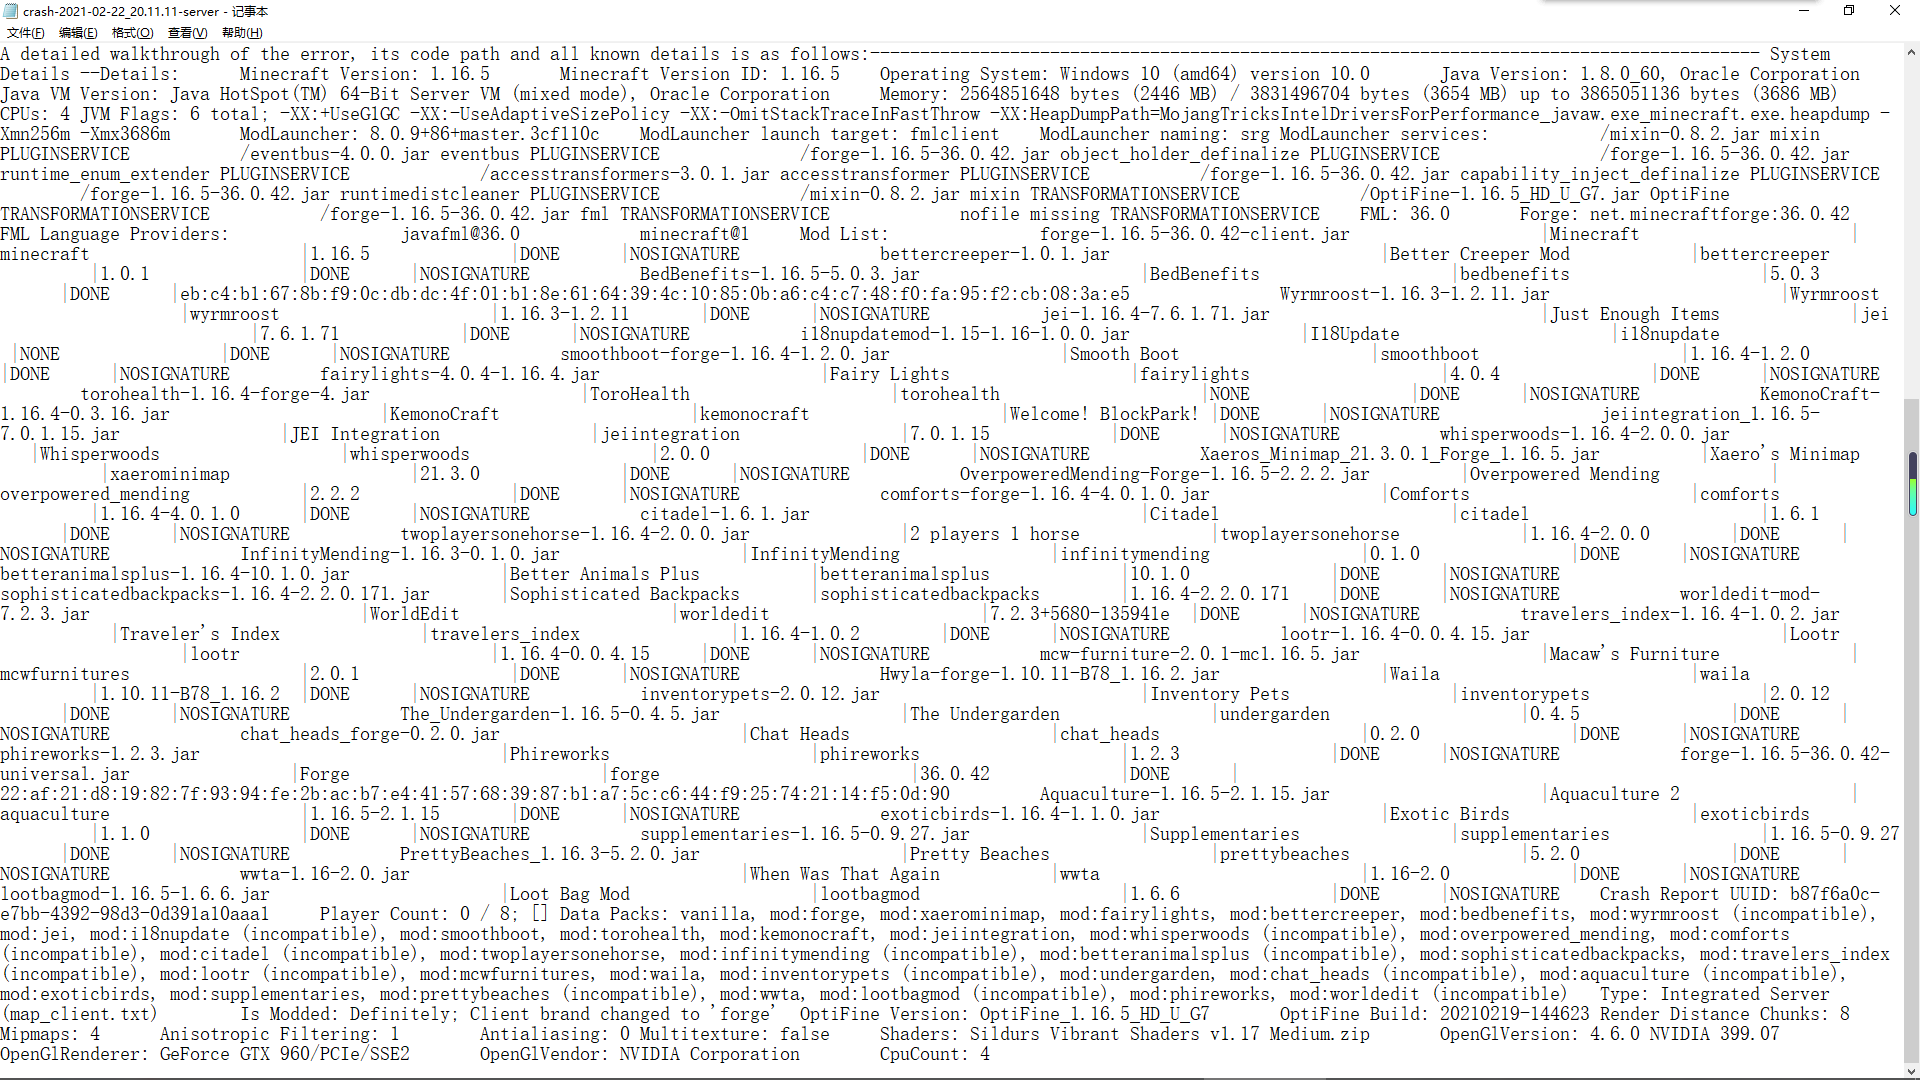 crash-2021-02-22_20.11.11-server - 记事本
文件(F) 编辑(E) 格式(O) 查看(V) 帮助(H)
A detailed walkthrough of the error, its code path and all known details is as follows:--------------------------------------------------------------------------------------- System
Details --Details: Minecraft Version: 1.16.5 Minecraft Version ID: 1.16.5 Operating System: Windows 10 (amd64) version 10.0 Java Version: 1.8.0_60, Oracle Corporation
Java VM Version: Java HotSpot(TM) 64-Bit Server VM (mixed mode), Oracle Corporation Memory: 2564851648 bytes (2446 MB) / 3831496704 bytes (3654 MB) up to 3865051136 bytes (3686 MB)
CPUs: 4 JVM Flags: 6 total; -XX:+UseG1GC -XX:-UseAdaptiveSizePolicy -XX:-OmitStackTraceInFastThrow -XX:HeapDumpPath=MojangTricksIntelDriversForPerformance_javaw.exe_minecraft.exe.heapdump -
Xmn256m -Xmx3686m ModLauncher: 8.0.9+86+master.3cf110c ModLauncher launch target: fmlclient ModLauncher naming: srg ModLauncher services: /mixin-0.8.2.jar mixin
PLUGINSERVICE /eventbus-4.0.0.jar eventbus PLUGINSERVICE /forge-1.16.5-36.0.42.jar object_holder_definalize PLUGINSERVICE /forge-1.16.5-36.0.42.jar
runtime_enum_extender PLUGINSERVICE /accesstransformers-3.0.1.jar accesstransformer PLUGINSERVICE /forge-1.16.5-36.0.42.jar capability_inject_definalize PLUGINSERVICE
/forge-1.16.5-36.0.42.jar runtimedistcleaner PLUGINSERVICE /mixin-0.8.2.jar mixin TRANSFORMATIONSERVICE /OptiFine-1.16.5_HD_U_G7.jar OptiFine
TRANSFORMATIONSERVICE /forge-1.16.5-36.0.42.jar fml TRANSFORMATIONSERVICE nofile missing TRANSFORMATIONSERVICE FML: 36.0 Forge: net.minecraftforge:36.0.42
FML Language Providers: javafml@36.0 minecraft@1 Mod List: forge-1.16.5-36.0.42-client.jar |Minecraft |
minecraft |1.16.5 |DONE |NOSIGNATURE bettercreeper-1.0.1.jar |Better Creeper Mod |bettercreeper
|1.0.1 |DONE |NOSIGNATURE BedBenefits-1.16.5-5.0.3.jar |BedBenefits |bedbenefits |5.0.3
|DONE |eb:c4:b1:67:8b:f9:0c:db:dc:4f:01:b1:8e:61:64:39:4c:10:85:0b:a6:c4:c7:48:f0:fa:95:f2:cb:08:3a:e5 Wyrmroost-1.16.3-1.2.11.jar |Wyrmroost
|wyrmroost |1.16.3-1.2.11 |DONE |NOSIGNATURE jei-1.16.4-7.6.1.71.jar |Just Enough Items |jei
|7.6.1.71 |DONE |NOSIGNATURE i18nupdatemod-1.15-1.16-1.0.0.jar |I18Update |i18nupdate
|NONE |DONE |NOSIGNATURE smoothboot-forge-1.16.4-1.2.0.jar |Smooth Boot |smoothboot |1.16.4-1.2.0
|DONE |NOSIGNATURE fairylights-4.0.4-1.16.4.jar |Fairy Lights |fairylights |4.0.4 |DONE |NOSIGNATURE
torohealth-1.16.4-forge-4.jar |ToroHealth |torohealth |NONE |DONE |NOSIGNATURE KemonoCraft-
1.16.4-0.3.16.jar |KemonoCraft |kemonocraft |Welcome! BlockPark! |DONE |NOSIGNATURE jeiintegration_1.16.5-
7.0.1.15.jar |JEI Integration |jeiintegration |7.0.1.15 |DONE |NOSIGNATURE whisperwoods-1.16.4-2.0.0.jar
|Whisperwoods |whisperwoods |2.0.0 |DONE |NOSIGNATURE Xaeros_Minimap_21.3.0.1_Forge_1.16.5.jar |Xaero's Minimap
|xaerominimap |21.3.0 |DONE |NOSIGNATURE OverpoweredMending-Forge-1.16.5-2.2.2.jar |Overpowered Mending |
overpowered_mending |2.2.2 |DONE |NOSIGNATURE comforts-forge-1.16.4-4.0.1.0.jar |Comforts |comforts
|1.16.4-4.0.1.0 |DONE |NOSIGNATURE citadel-1.6.1.jar |Citadel |citadel |1.6.1
|DONE |NOSIGNATURE twoplayersonehorse-1.16.4-2.0.0.jar |2 players 1 horse |twoplayersonehorse |1.16.4-2.0.0 |DONE |
NOSIGNATURE InfinityMending-1.16.3-0.1.0.jar |InfinityMending |infinitymending |0.1.0 |DONE |NOSIGNATURE
betteranimalsplus-1.16.4-10.1.0.jar |Better Animals Plus |betteranimalsplus |10.1.0 |DONE |NOSIGNATURE
sophisticatedbackpacks-1.16.4-2.2.0.171.jar |Sophisticated Backpacks |sophisticatedbackpacks |1.16.4-2.2.0.171 |DONE |NOSIGNATURE worldedit-mod-
7.2.3.jar |WorldEdit |worldedit |7.2.3+5680-135941e |DONE |NOSIGNATURE travelers_index-1.16.4-1.0.2.jar
|Traveler's Index |travelers_index |1.16.4-1.0.2 |DONE |NOSIGNATURE lootr-1.16.4-0.0.4.15.jar |Lootr
|lootr |1.16.4-0.0.4.15 |DONE |NOSIGNATURE mcw-furniture-2.0.1-mc1.16.5.jar |Macaw's Furniture |
mcwfurnitures |2.0.1 |DONE |NOSIGNATURE Hwyla-forge-1.10.11-B78_1.16.2.jar |Waila |waila
|1.10.11-B78_1.16.2 |DONE |NOSIGNATURE inventorypets-2.0.12.jar |Inventory Pets |inventorypets |2.0.12
|DONE |NOSIGNATURE The_Undergarden-1.16.5-0.4.5.jar |The Undergarden |undergarden |0.4.5 |DONE |
NOSIGNATURE chat_heads_forge-0.2.0.jar |Chat Heads |chat_heads |0.2.0 |DONE |NOSIGNATURE
phireworks-1.2.3.jar |Phireworks |phireworks |1.2.3 |DONE |NOSIGNATURE forge-1.16.5-36.0.42-
universal.jar |Forge |forge |36.0.42 |DONE |
22:af:21:d8:19:82:7f:93:94:fe:2b:ac:b7:e4:41:57:68:39:87:b1:a7:5c:c6:44:f9:25:74:21:14:f5:0d:90 Aquaculture-1.16.5-2.1.15.jar |Aquaculture 2 |
aquaculture |1.16.5-2.1.15 |DONE |NOSIGNATURE exoticbirds-1.16.4-1.1.0.jar |Exotic Birds |exoticbirds
|1.1.0 |DONE |NOSIGNATURE supplementaries-1.16.5-0.9.27.jar |Supplementaries |supplementaries |1.16.5-0.9.27
|DONE |NOSIGNATURE PrettyBeaches_1.16.3-5.2.0.jar |Pretty Beaches |prettybeaches |5.2.0 |DONE |
NOSIGNATURE wwta-1.16-2.0.jar |When Was That Again |wwta |1.16-2.0 |DONE |NOSIGNATURE
lootbagmod-1.16.5-1.6.6.jar |Loot Bag Mod |lootbagmod |1.6.6 |DONE |NOSIGNATURE Crash Report UUID: b87f6a0c-
e7bb-4392-98d3-0d391a10aaa1 Player Count: 0 / 8; [] Data Packs: vanilla, mod:forge, mod:xaerominimap, mod:fairylights, mod:bettercreeper, mod:bedbenefits, mod:wyrmroost (incompatible),
mod:jei, mod:i18nupdate (incompatible), mod:smoothboot, mod:torohealth, mod:kemonocraft, mod:jeiintegration, mod:whisperwoods (incompatible), mod:overpowered_mending, mod:comforts
(incompatible), mod:citadel (incompatible), mod:twoplayersonehorse, mod:infinitymending (incompatible), mod:betteranimalsplus (incompatible), mod:sophisticatedbackpacks, mod:travelers_index
(incompatible), mod:lootr (incompatible), mod:mcwfurnitures, mod:waila, mod:inventorypets (incompatible), mod:undergarden, mod:chat_heads (incompatible), mod:aquaculture (incompatible),
mod:exoticbirds, mod:supplementaries, mod:prettybeaches (incompatible), mod:wwta, mod:lootbagmod (incompatible), mod:phireworks, mod:worldedit (incompatible) Type: Integrated Server
(map_client.txt) Is Modded: Definitely; Client brand changed to 'forge' OptiFine Version: OptiFine_1.16.5_HD_U_G7 OptiFine Build: 20210219-144623 Render Distance Chunks: 8
Mipmaps: 4 Anisotropic Filtering: 1 Antialiasing: 0 Multitexture: false Shaders: Sildurs Vibrant Shaders v1.17 Medium.zip OpenGlVersion: 4.6.0 NVIDIA 399.07
OpenGlRenderer: GeForce GTX 960/PCIe/SSE2 OpenGlVendor: NVIDIA Corporation CpuCount: 4